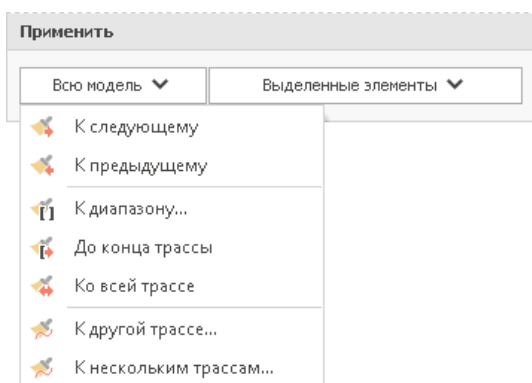 Применить
Всю модель
Выделенные элементы
К следующему
К предыдущему
К диапазону...
До конца трассы
Ко всей трассе
К другой трассе...
К нескольким трассам...